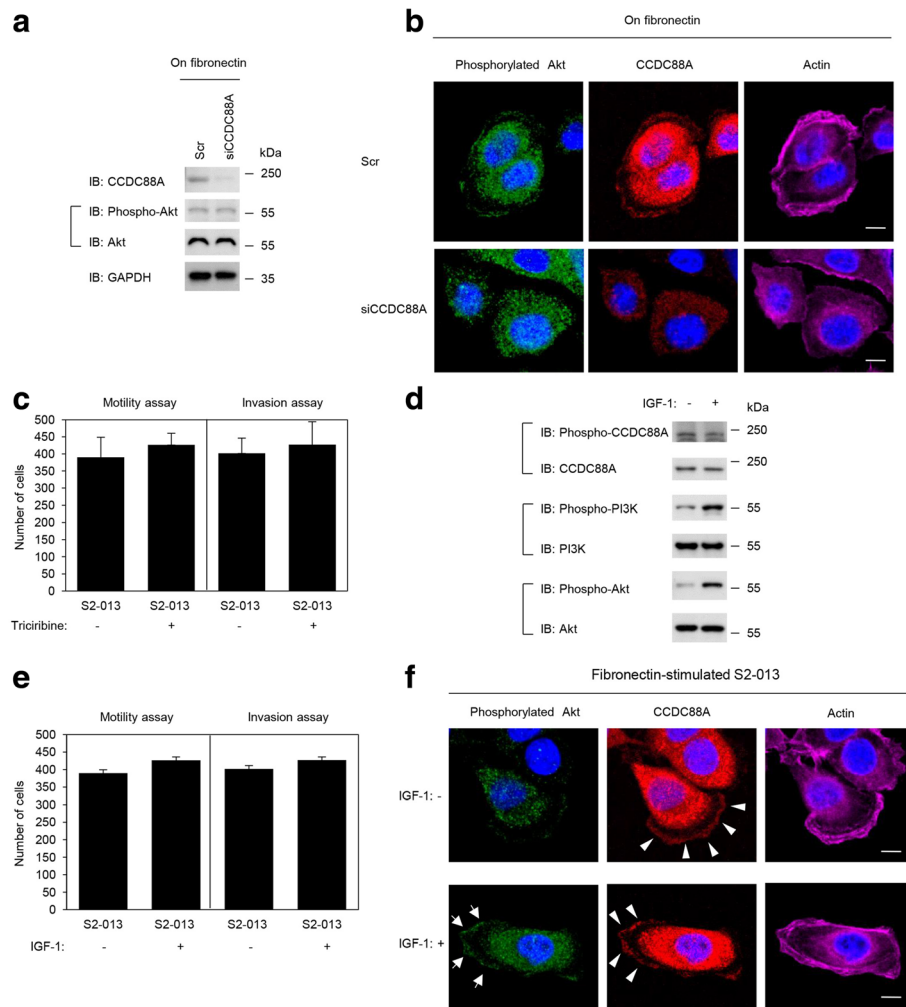 a
On fibronectin
Scr
siCCDC88A
kDa
IB: CCDC88A
250
IB: Phospho-Akt
55
IB: Akt
55
IB: GAPDH
35
b
On fibronectin
Phosphorylated Akt
CCDC88A
Actin
Scr
siCCDC88A
c
Motility assay
Invasion assay
Number of cells
500
450
400
350
300
250
200
150
100
50
0
S2-013 S2-013 S2-013 S2-013
Triciribine: - + - +
d
IGF-1: - +
kDa
IB: Phospho-CCDC88A
250
IB: CCDC88A
250
IB: Phospho-PI3K
55
IB: PI3K
55
IB: Phospho-Akt
55
IB: Akt
55
e
Motility assay
Invasion assay
Number of cells
500
450
400
350
300
250
200
150
100
50
0
S2-013 S2-013 S2-013 S2-013
IGF-1: - + - +
f
Fibronectin-stimulated S2-013
Phosphorylated Akt
CCDC88A
Actin
IGF-1: -
IGF-1: +